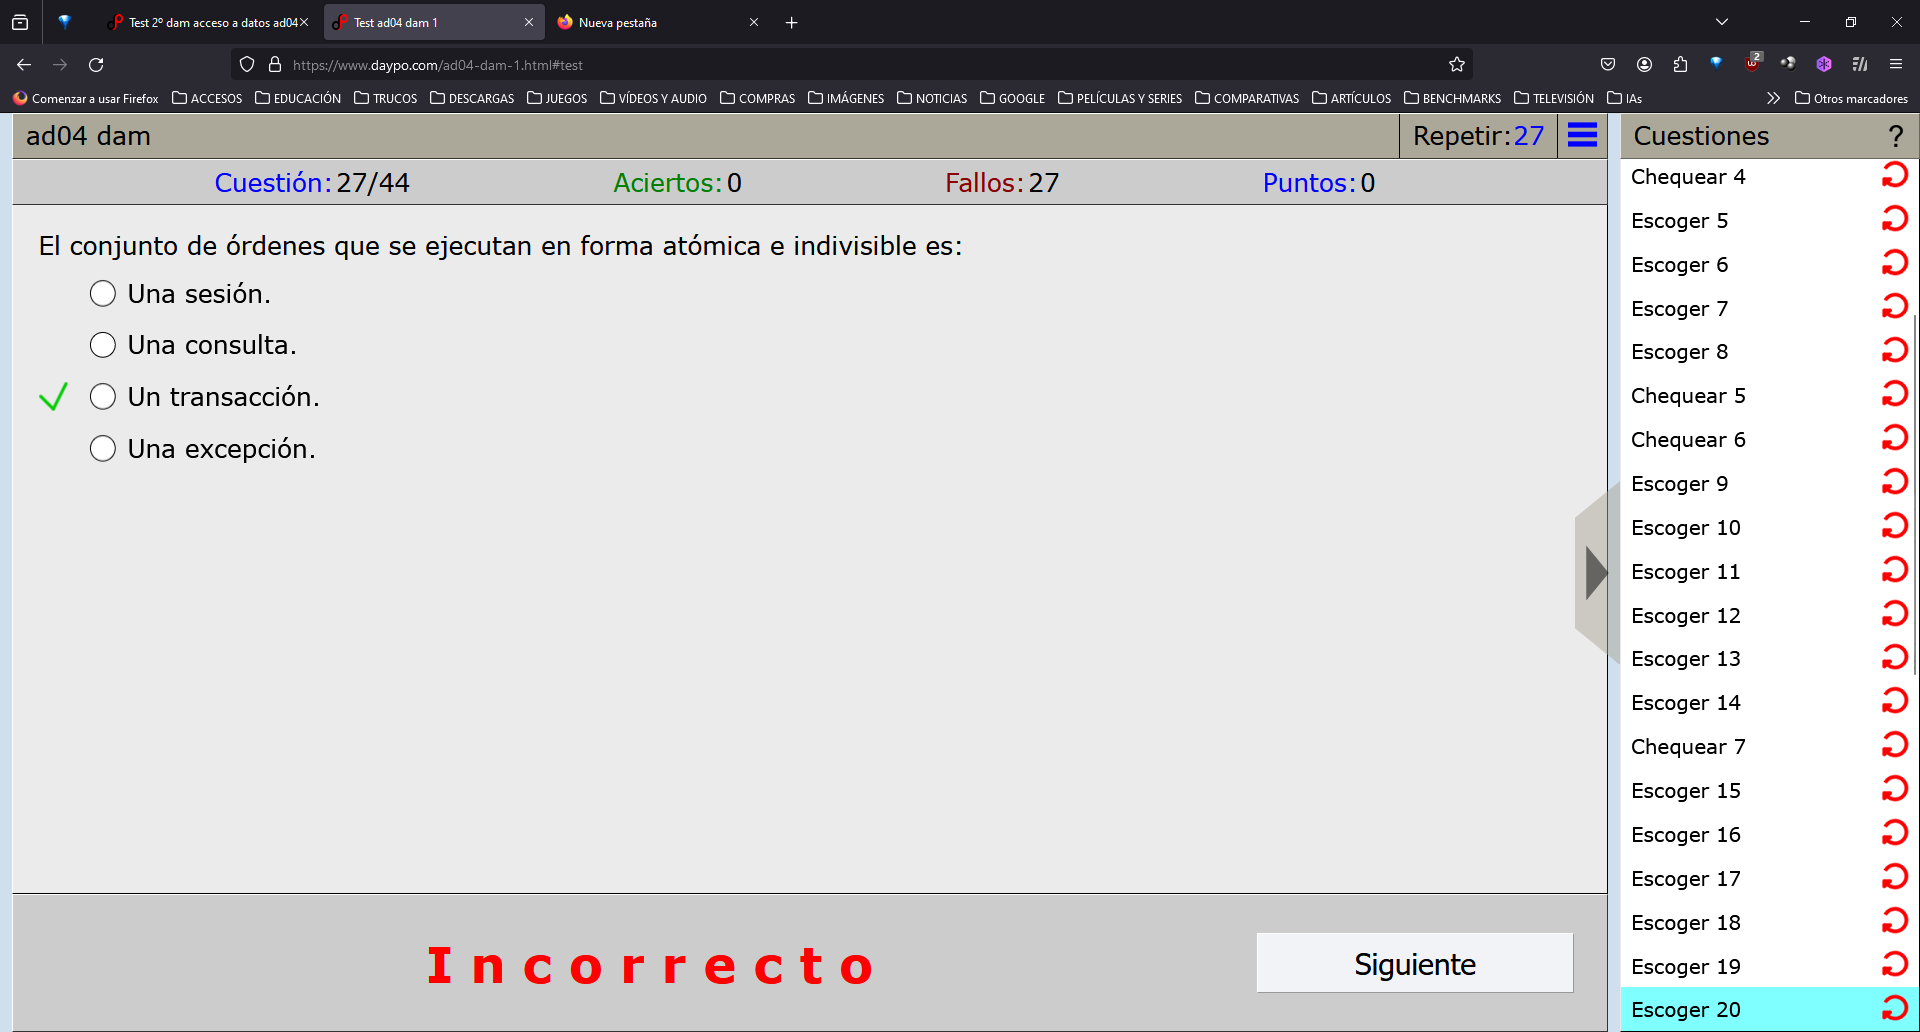 Test 2º dam acceso a datos ad04
Test ad04 dam 1
Nueva pestaña
https://www.daypo.com/ad04-dam-1.html#test
2
Comenzar a usar Firefox
ACCESOS
EDUCACIÓN
TRUCOS
DESCARGAS
JUEGOS
VÍDEOS Y AUDIO
COMPRAS
IMÁGENES
NOTICIAS
GOOGLE
PELÍCULAS Y SERIES
COMPARATIVAS
ARTÍCULOS
BENCHMARKS
TELEVISIÓN
IAs
Otros marcadores
ad04 dam
Repetir:27
Cuestión:27/44
Aciertos:0
Fallos:27
Puntos:0
El conjunto de órdenes que se ejecutan en forma atómica e indivisible es:
Una sesión.
Una consulta.
Un transacción.
Una excepción.
Incorrecto
Siguiente
Cuestiones
?
Chequear 4
Escoger 5
Escoger 6
Escoger 7
Escoger 8
Chequear 5
Chequear 6
Escoger 9
Escoger 10
Escoger 11
Escoger 12
Escoger 13
Escoger 14
Chequear 7
Escoger 15
Escoger 16
Escoger 17
Escoger 18
Escoger 19
Escoger 20